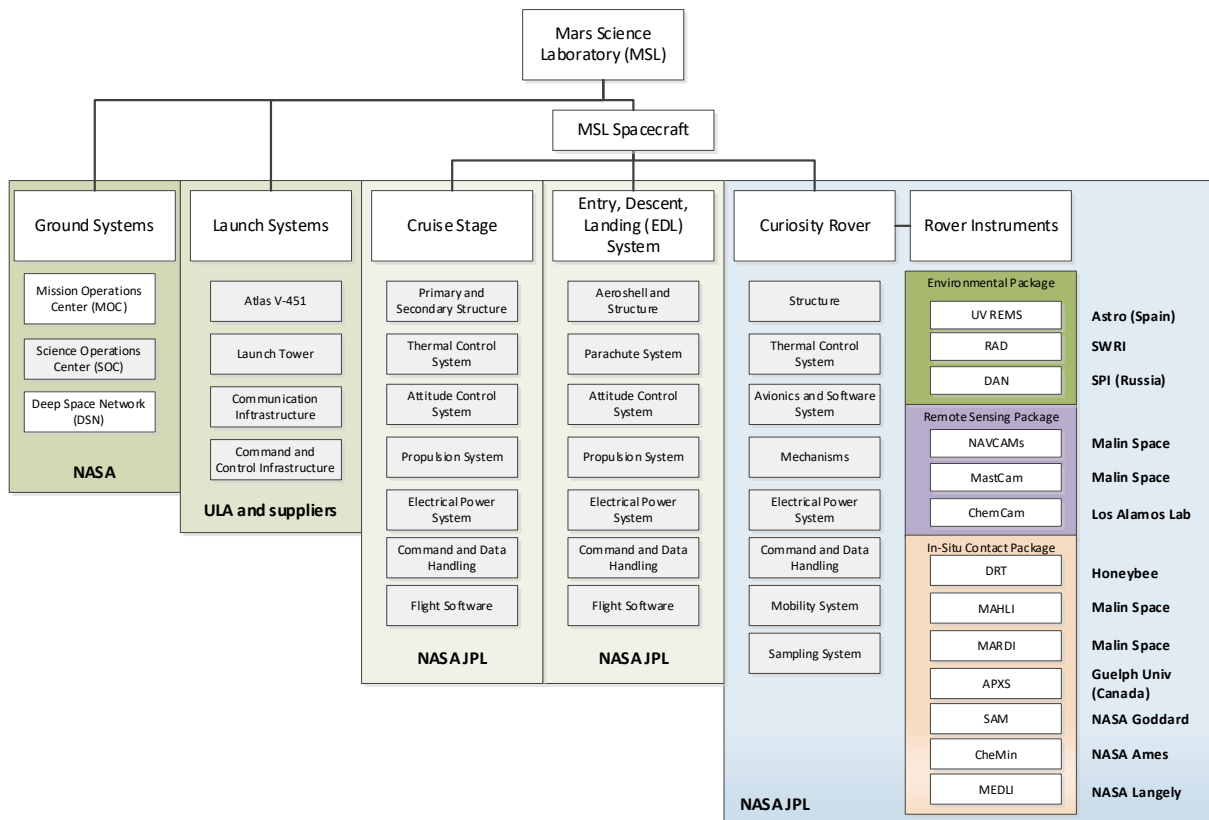 Mars Science
Laboratory (MSL)
MSL Spacecraft
Ground Systems
Mission Operations
Center (MOC)
Science Operations
Center (SOC)
Deep Space Network
(DSN)
NASA
Launch Systems
Atlas V-451
Launch Tower
Communication
Inftrastructure
Command and
Control Infrastructure
ULA and suppliers
Cruise Stage
Primary and
Secondary Structure
Thermal Control
System
Attitude Control
System
Propulsion System
Electrical Power
System
Command and Data
Handling
Flight Software
NASA JPL
Entry, Descent,
Landing (EDL)
System
Aeroshell and
Structure
Parachute System
Attitude Control
System
Propulsion System
Electrical Power
System
Command and Data
Handling
Flight Software
NASA JPL
Curiosity Rover
Structure
Thermal Control
System
Avionics and Software
System
Mechanisms
Electrical Power
System
Command and Data
Handling
Mobility System
Sampling System
NASA JPL
Rover Instruments
Environmental Package
UV REMS
Astro (Spain)
RAD
SWRI
DAN
SPI (Russia)
Remote Sensing Package
NAVCAMs
Malin Space
MastCam
Malin Space
ChemCam
Los Alamos Lab
In-Situ Contact Package
DRT
Honeybee
MAHLI
Malin Space
MARDI
Malin Space
APXS
Guelph Univ
(Canada)
SAM
NASA Goddard
CheMin
NASA Ames
MEDLI
NASA Langely